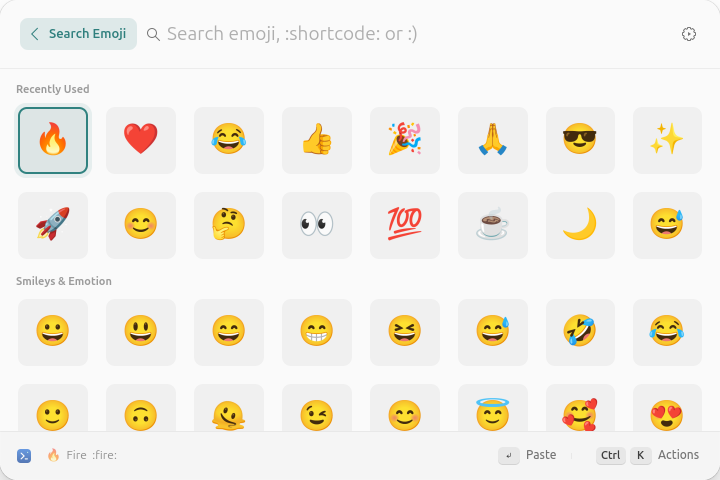 Search Emoji
Search emoji, :shortcode: or :)
Recently Used
Smileys & Emotion
Fire :fire:
Paste
Ctrl K Actions